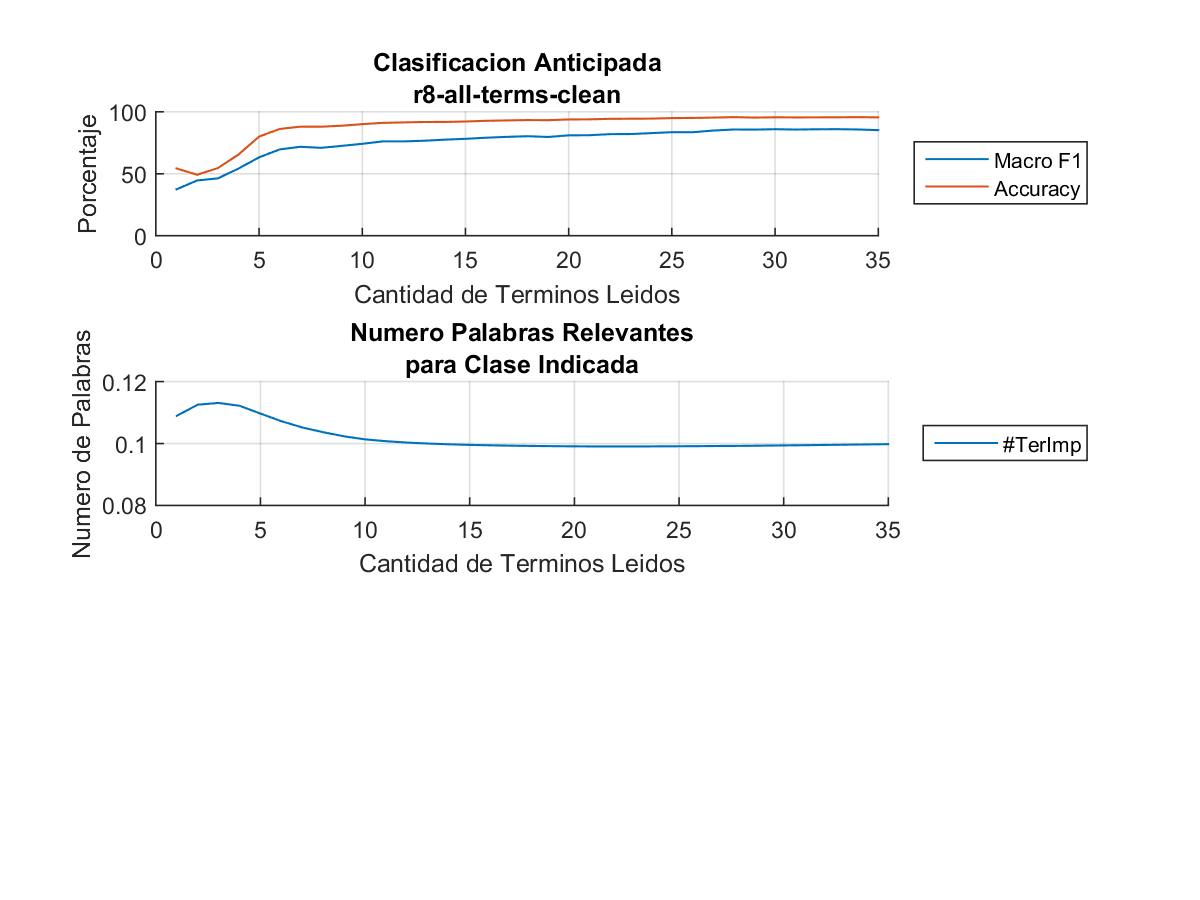 Clasificacion Anticipada
r8-all-terms-clean
Porcentaje
100
50
0
0 5 10 15 20 25 30 35
Cantidad de Terminos Leidos
Macro F1
Accuracy
Numero Palabras Relevantes
para Clase Indicada
Numero de Palabras
0.12
0.1
0.08
0 5 10 15 20 25 30 35
Cantidad de Terminos Leidos
#TerImp